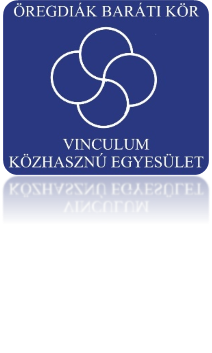 ÖREGDIÁK BARÁTI KÖR
VINCULUM
KÖZHASZNÚ EGYESÜLET